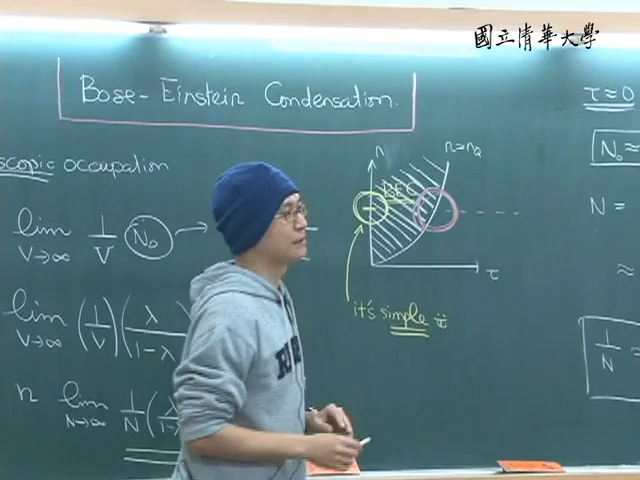 國立清華大學
Bose-Einstein Condensation.
τ≈0
scopic occupation
n
n=nQ
BEC
N₀ ≈
lim V→∞ 1/V N₀ →
N =
τ
≈
it's simple
lim V→∞ (1/V)(λ/1-λ
1/N =
n lim N→∞ 1/N (λ/1-